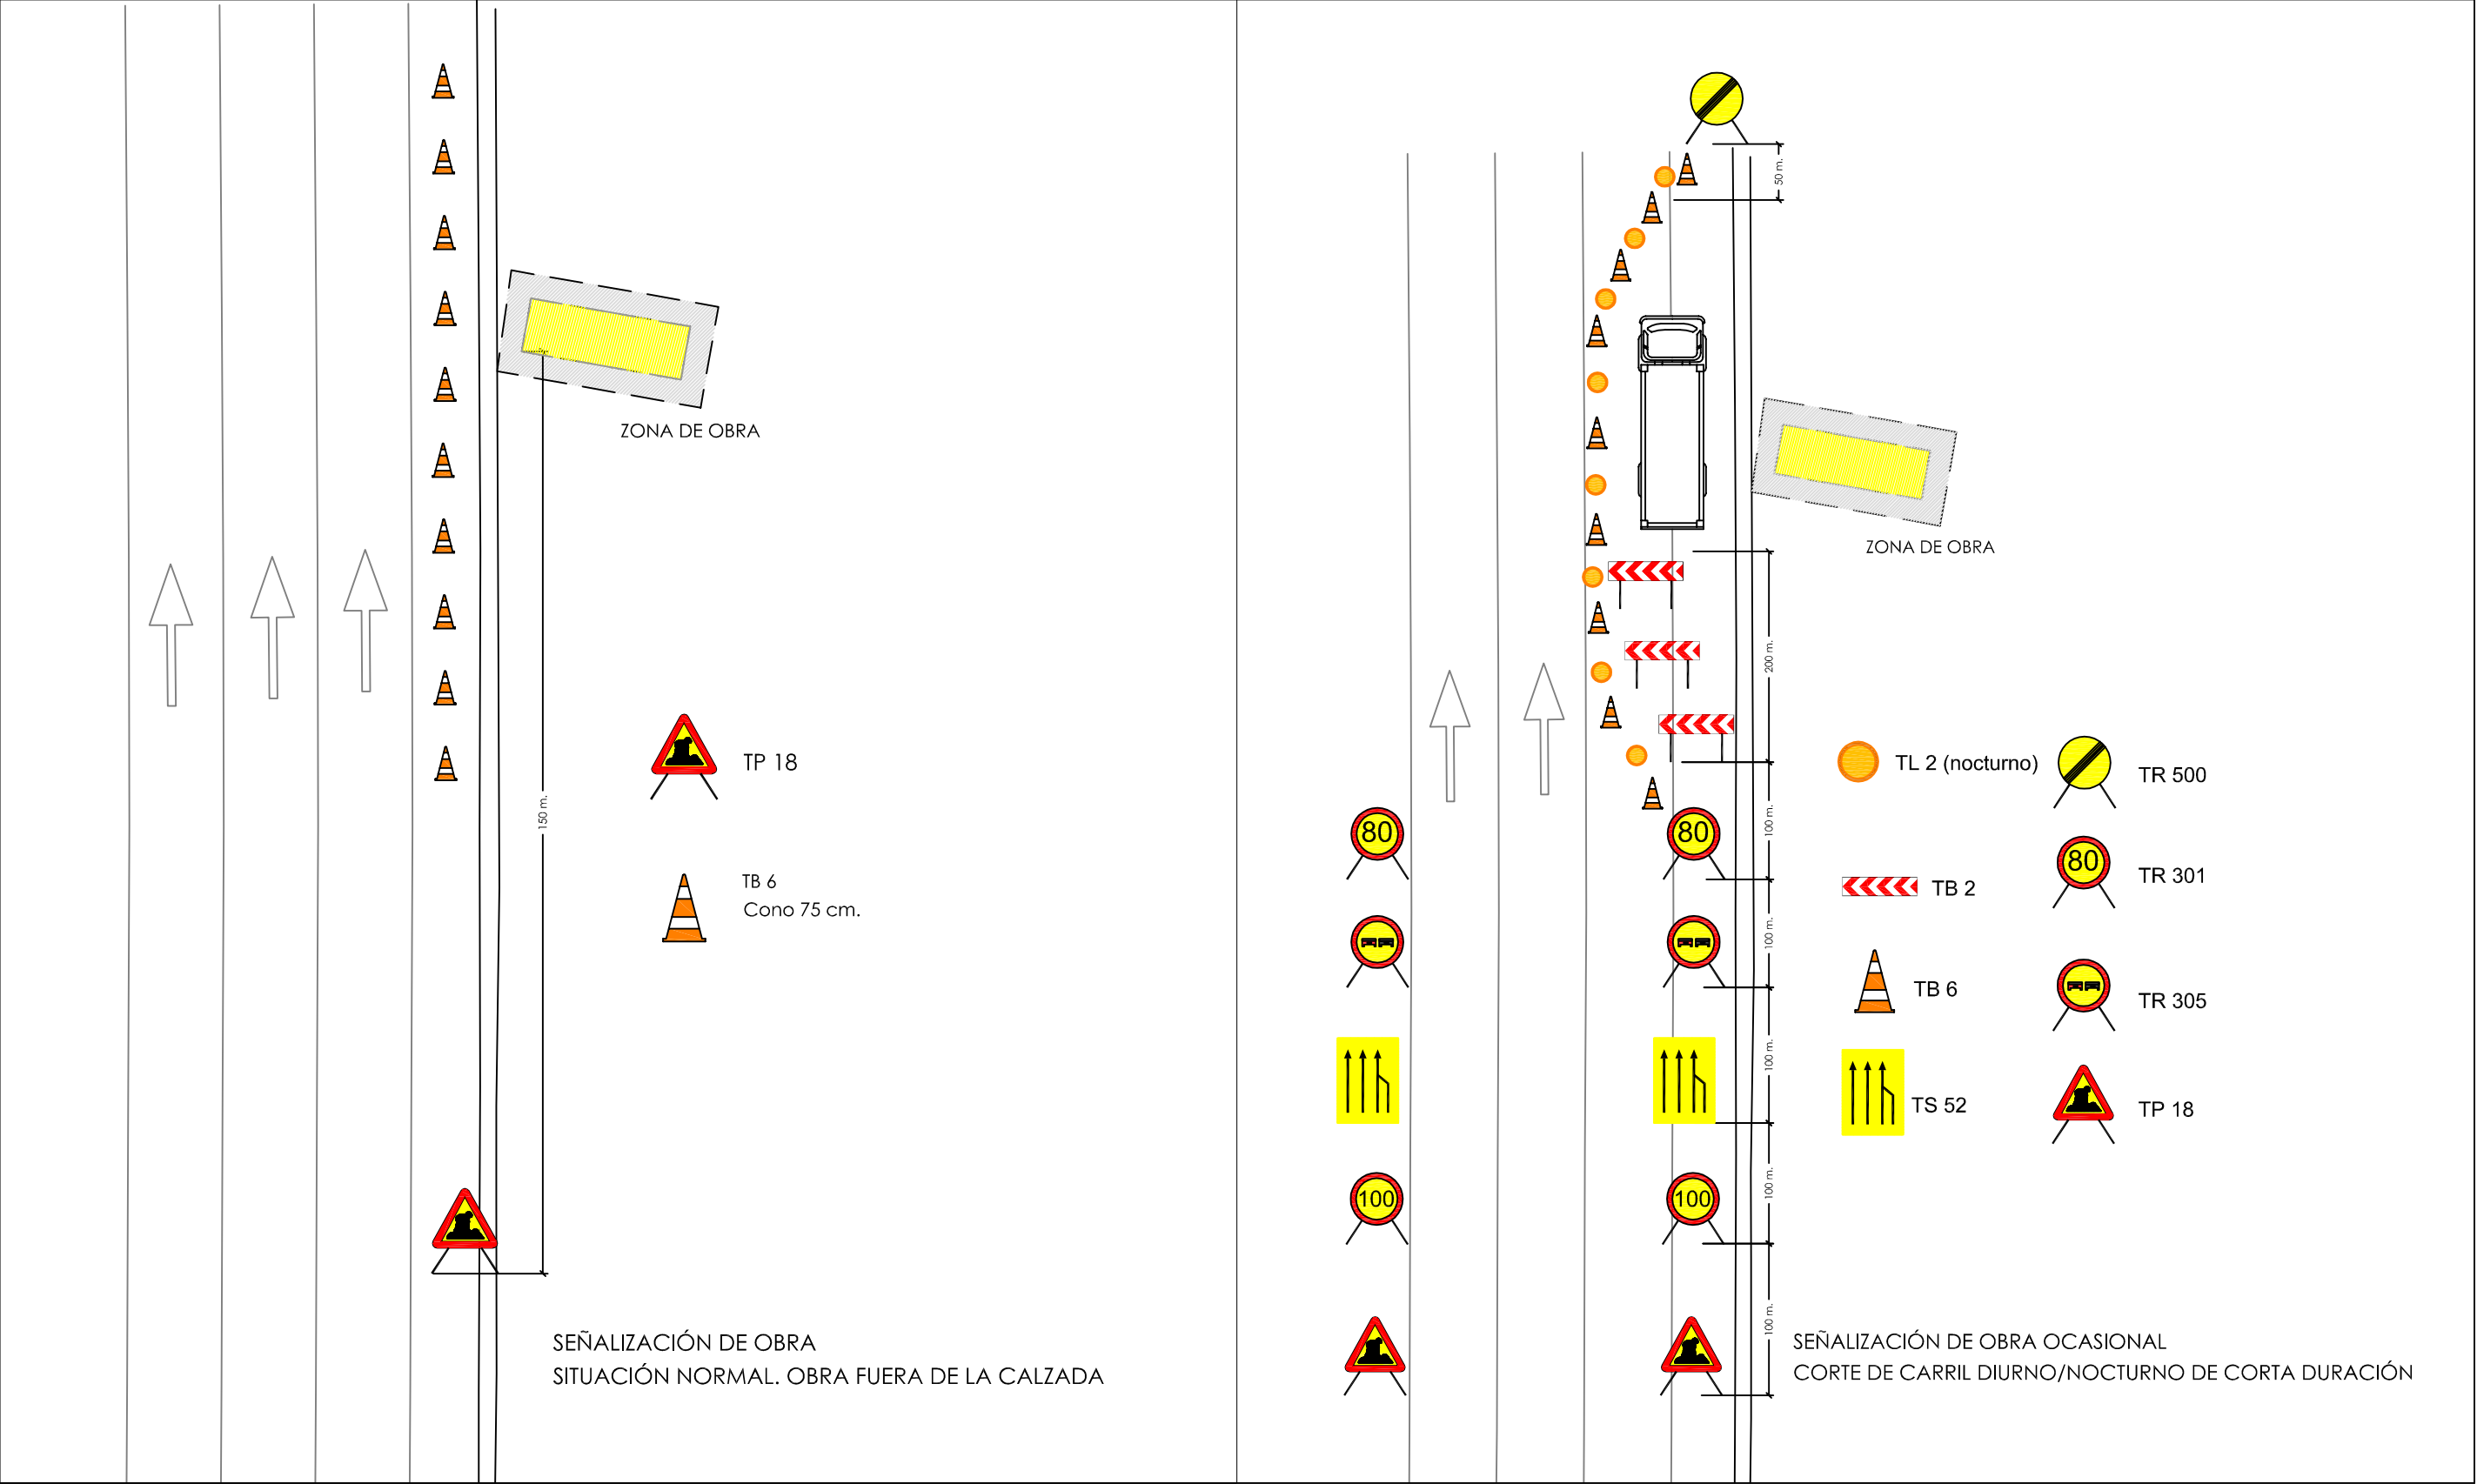 ZONA DE OBRA
150 m.
TP 18
TB 6
Cono 75 cm.
SEÑALIZACIÓN DE OBRA
SITUACIÓN NORMAL. OBRA FUERA DE LA CALZADA
50 m.
ZONA DE OBRA
200 m.
100 m.
100 m.
100 m.
100 m.
100 m.
80
80
100
100
TL 2 (nocturno)
TR 500
80
TR 301
TB 2
TB 6
TR 305
TS 52
TP 18
SEÑALIZACIÓN DE OBRA OCASIONAL
CORTE DE CARRIL DIURNO/NOCTURNO DE CORTA DURACIÓN